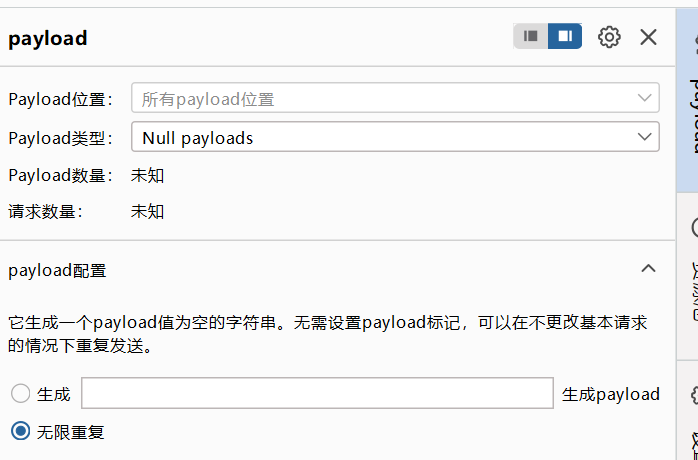 payload
Payload位置：
所有payload位置
Payload类型：
Null payloads
Payload数量：
未知
请求数量：
未知
payload配置
它生成一个payload值为空的字符串。无需设置payload标记，可以在不更改基本请求
的情况下重复发送。
生成
生成payload
无限重复
payload